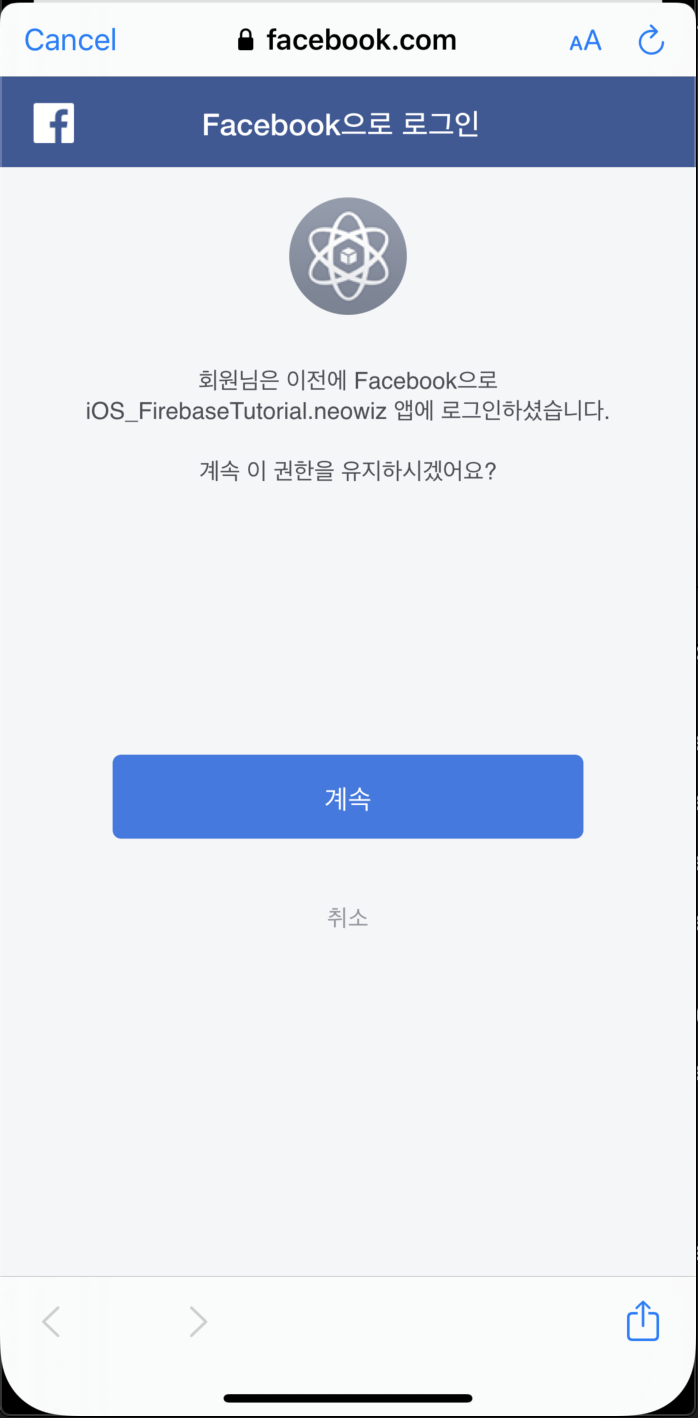 Cancel
facebook.com
AA
Facebook으로 로그인
회원님은 이전에 Facebook으로
iOS_FirebaseTutorial.neowiz 앱에 로그인하셨습니다.
계속 이 권한을 유지하시겠어요?
계속
취소